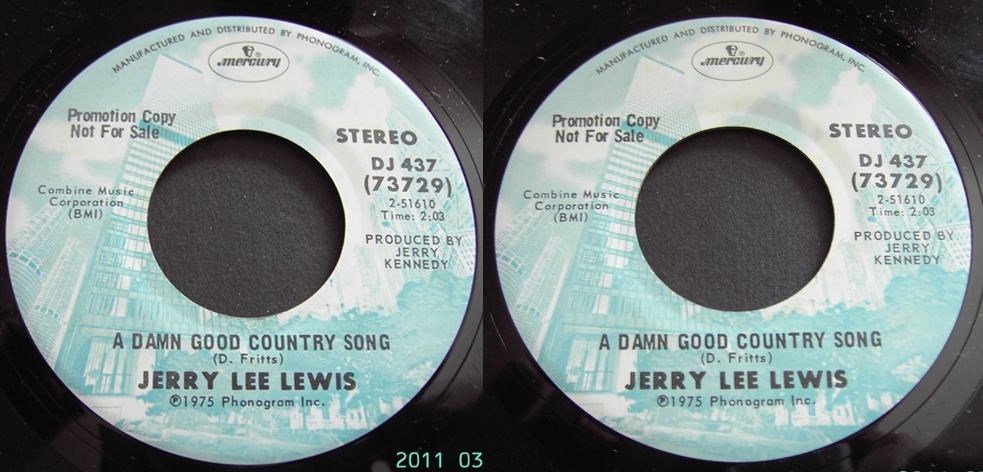 MANUFACTURED AND DISTRIBUTED BY PHONOGRAM, INC.
mercury
Promotion Copy
Not For Sale
STEREO
DJ 437
(73729)
2-51610
Time: 2:03
Combine Music
Corporation
(BMI)
PRODUCED BY
JERRY
KENNEDY
A DAMN GOOD COUNTRY SONG
(D. Fritts)
JERRY LEE LEWIS
℗1975 Phonogram Inc.
2011 03
MANUFACTURED AND DISTRIBUTED BY PHONOGRAM, INC.
mercury
Promotion Copy
Not For Sale
STEREO
DJ 437
(73729)
2-51610
Time: 2:03
Combine Music
Corporation
(BMI)
PRODUCED BY
JERRY
KENNEDY
A DAMN GOOD COUNTRY SONG
(D. Fritts)
JERRY LEE LEWIS
℗1975 Phonogram Inc.